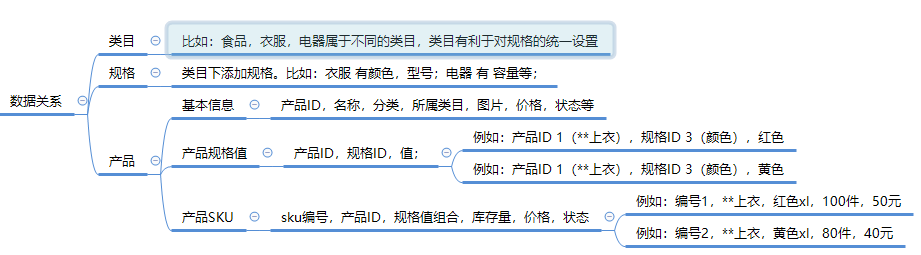 数据关系
类目
比如：食品，衣服，电器属于不同的类目，类目有利于对规格的统一设置
规格
类目下添加规格。比如：衣服 有颜色，型号；电器 有 容量等；
产品
基本信息
产品ID，名称，分类，所属类目，图片，价格，状态等
产品规格值
产品ID，规格ID，值；
例如：产品ID 1（**上衣），规格ID 3（颜色），红色
例如：产品ID 1（**上衣），规格ID 3（颜色），黄色
产品SKU
sku编号，产品ID，规格值组合，库存量，价格，状态
例如：编号1，**上衣，红色xl，100件，50元
例如：编号2，**上衣，黄色xl，80件，40元